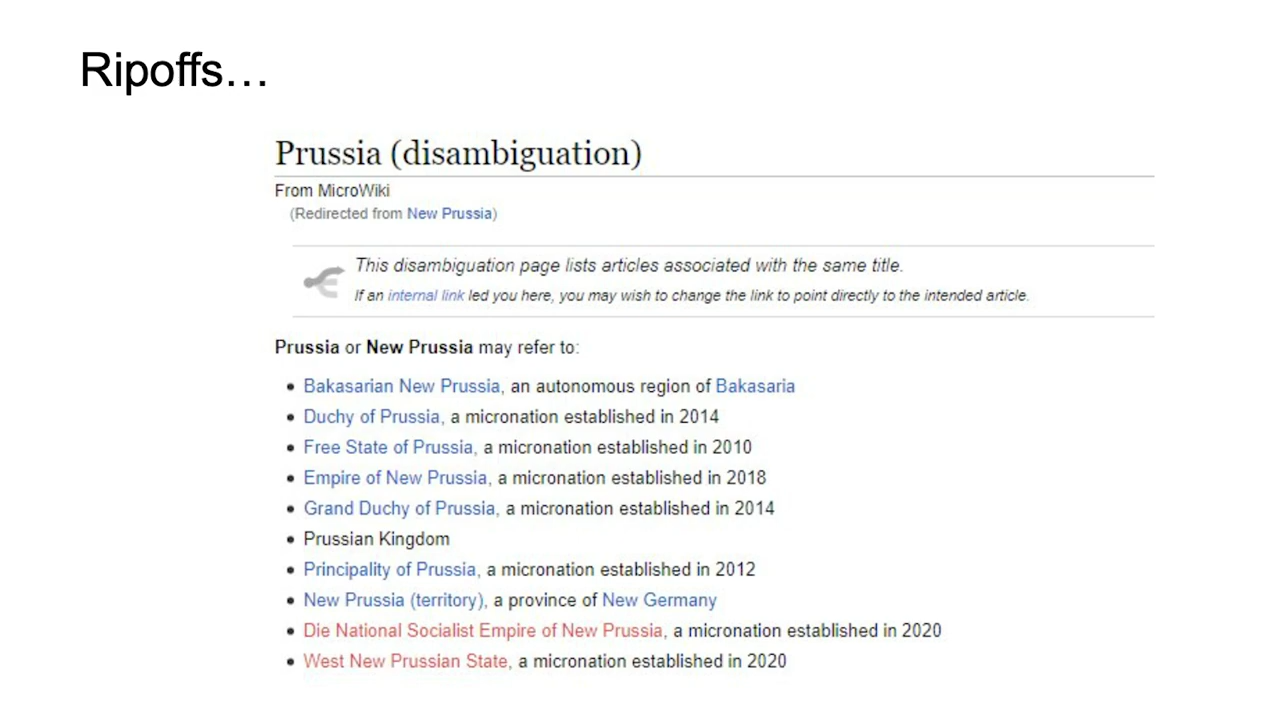 Ripoffs…
Prussia (disambiguation)
From MicroWiki
(Redirected from New Prussia)
This disambiguation page lists articles associated with the same title.
If an internal link led you here, you may wish to change the link to point directly to the intended article.
Prussia or New Prussia may refer to:
• Bakasarian New Prussia, an autonomous region of Bakasaria
• Duchy of Prussia, a micronation established in 2014
• Free State of Prussia, a micronation established in 2010
• Empire of New Prussia, a micronation established in 2018
• Grand Duchy of Prussia, a micronation established in 2014
• Prussian Kingdom
• Principality of Prussia, a micronation established in 2012
• New Prussia (territory), a province of New Germany
• Die National Socialist Empire of New Prussia, a micronation established in 2020
• West New Prussian State, a micronation established in 2020